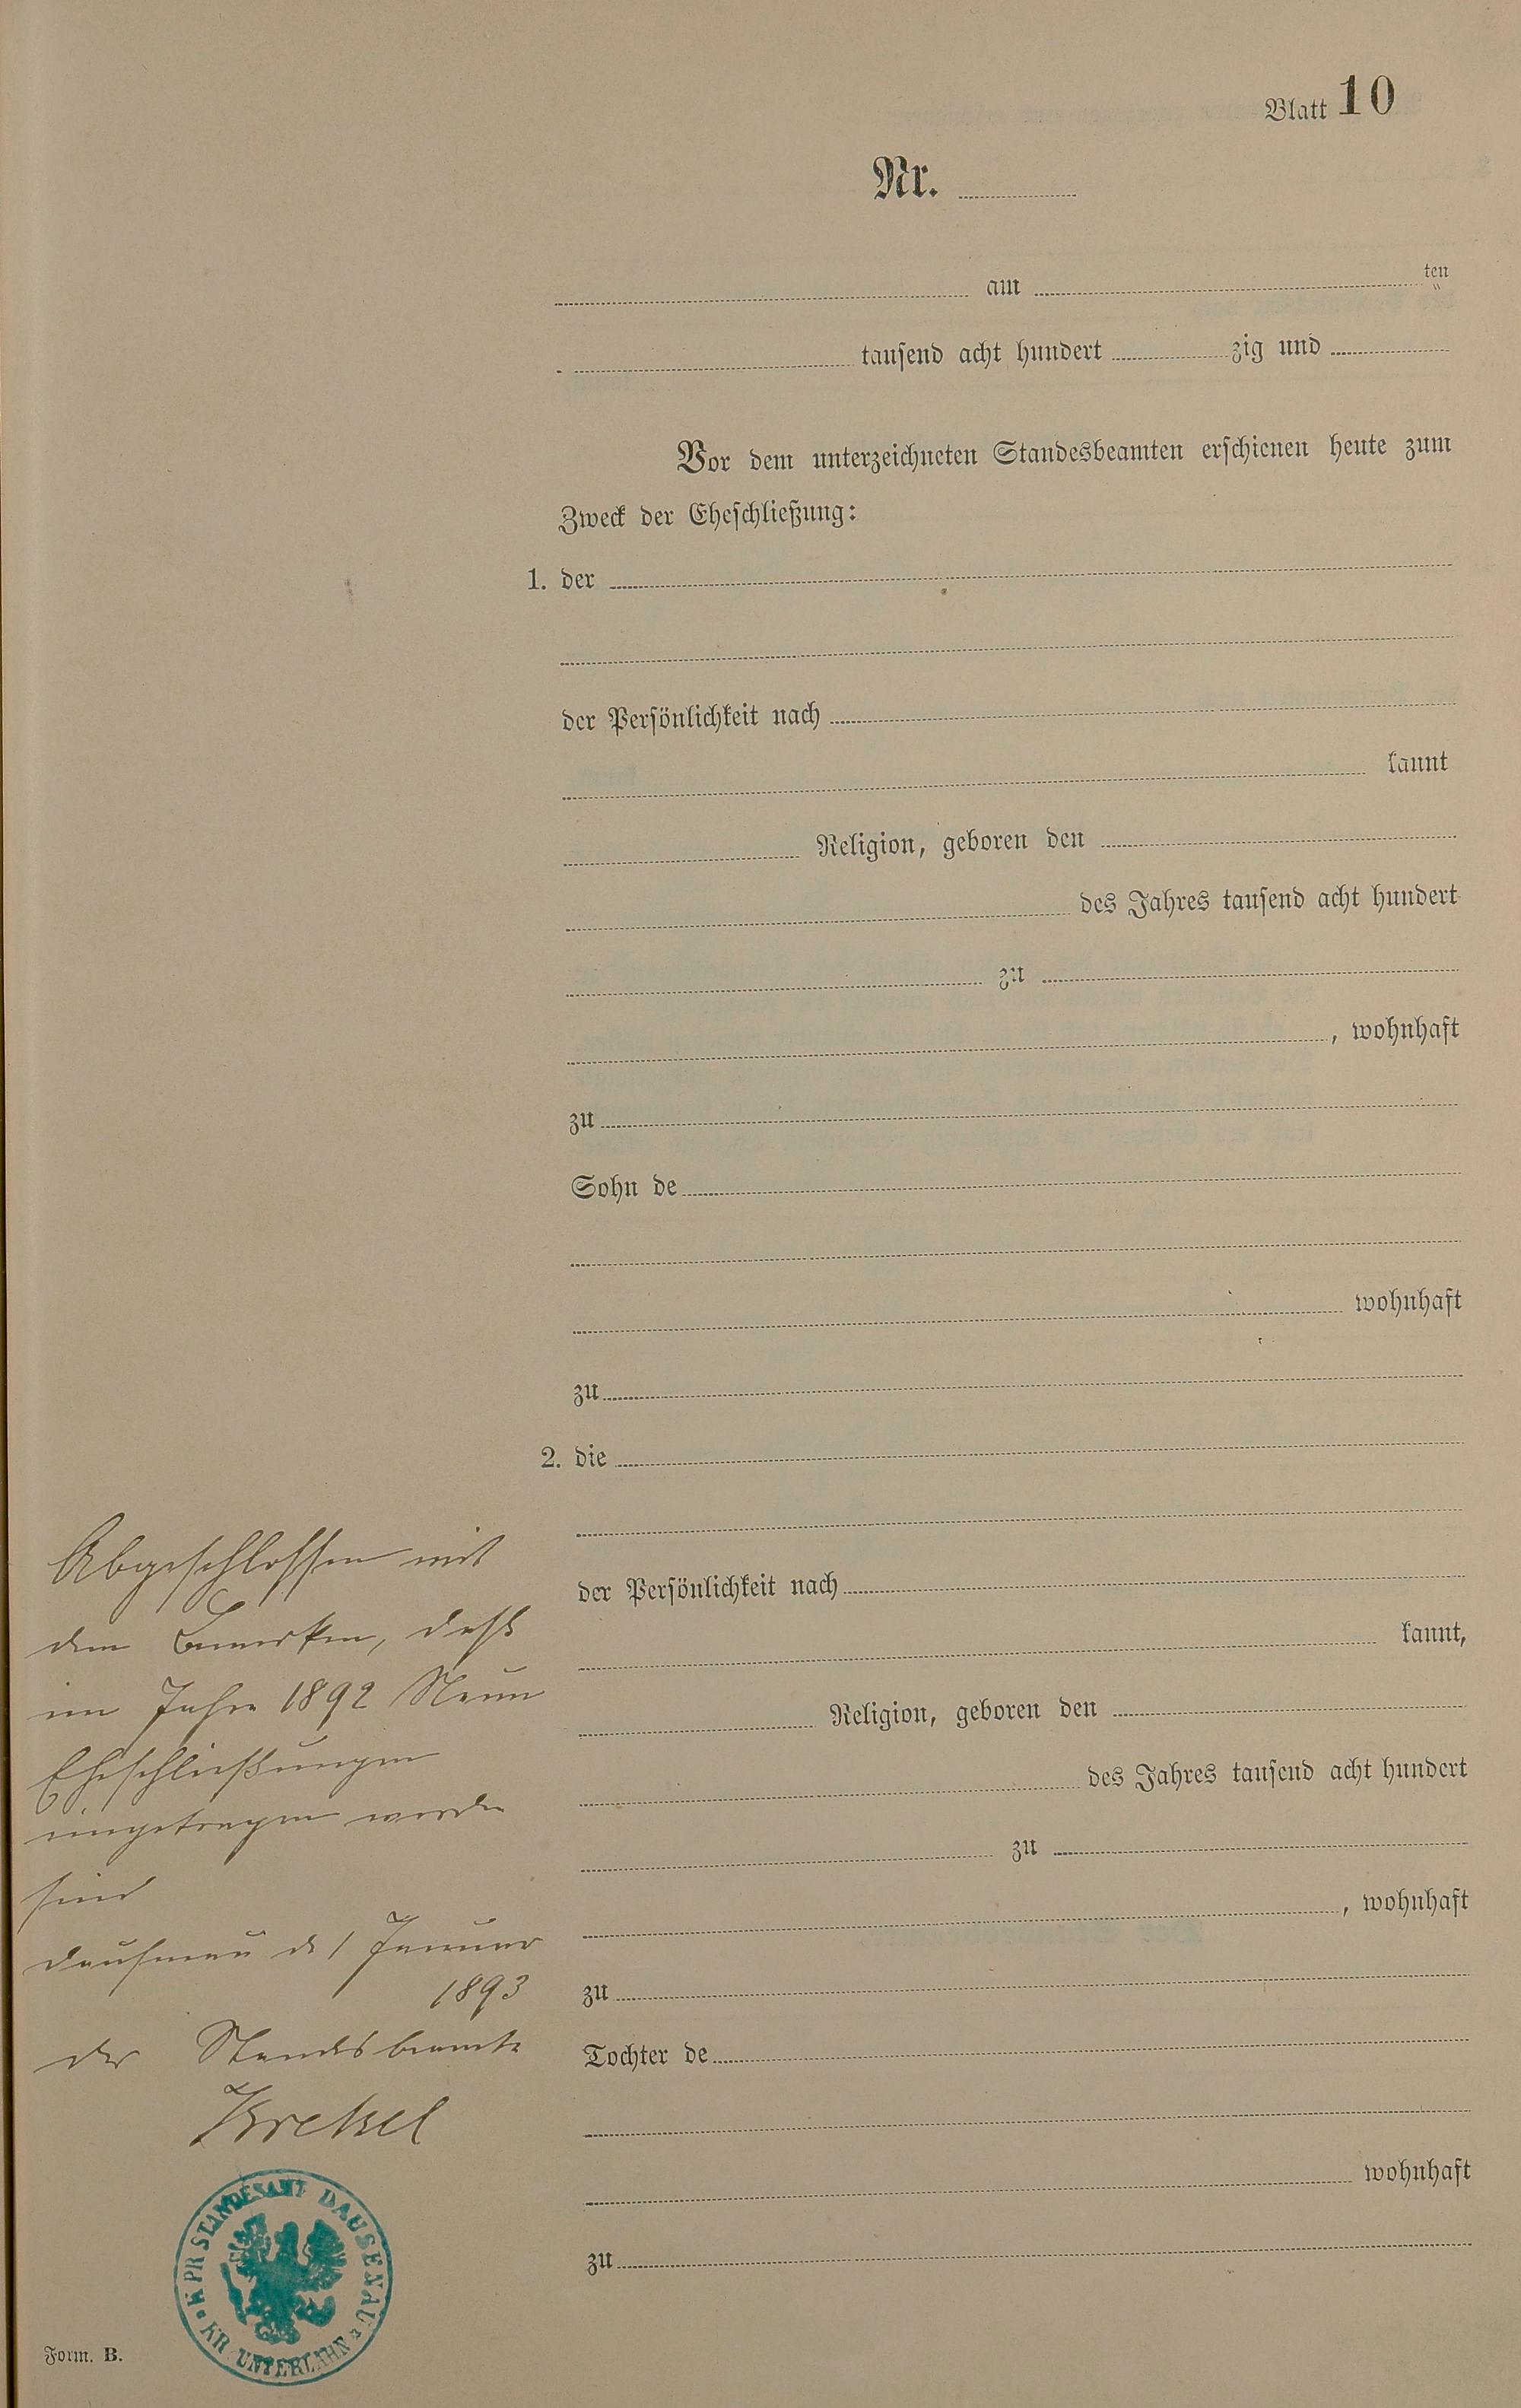 Blatt 10
Nr.
am ten
tausend acht hundert zig und
Vor dem unterzeichneten Standesbeamten erschienen heute zum
Zweck der Eheschließung:
1. der
der Persönlichkeit nach
kannt
Religion, geboren den
des Jahres tausend acht hundert
zu
, wohnhaft
zu
Sohn de
wohnhaft
zu
2. die
der Persönlichkeit nach
kannt,
Religion, geboren den
des Jahres tausend acht hundert
zu
, wohnhaft
zu
Tochter de
wohnhaft
zu
Abgeschlossen mit
dem Bemerken, daß
im Jahre 1892 Neun
Eheschließungen
eingetragen worden
sind
Dausenau d 1 Januar
1893
der Standesbeamte
Krekel
K PR STANDESAMT DAUSENAU
KR UNTERLAHN
Form. B.